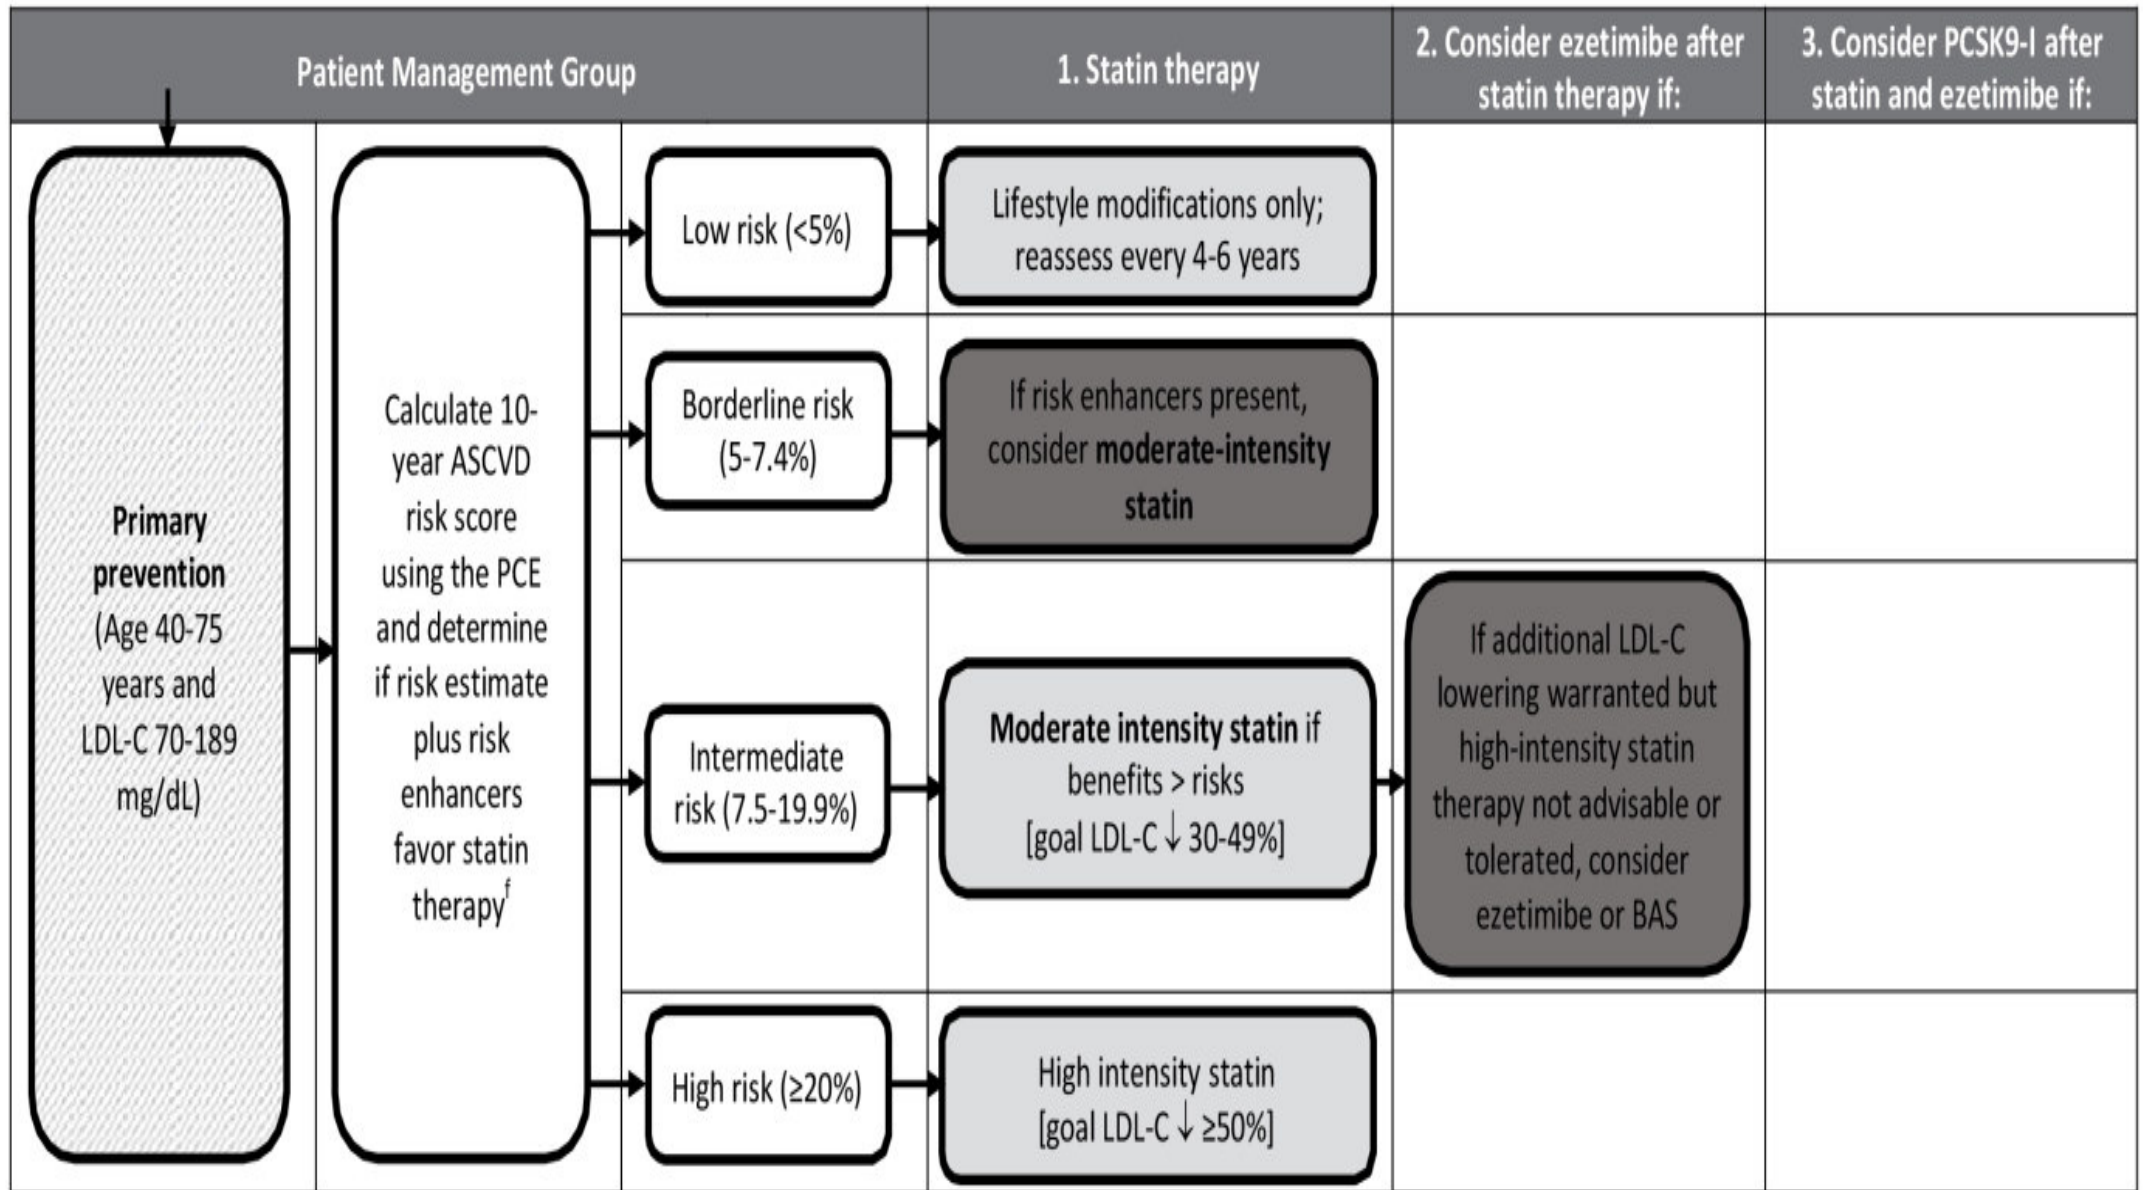 Patient Management Group
1. Statin therapy
2. Consider ezetimibe after
statin therapy if:
3. Consider PCSK9-I after
statin and ezetimibe if:
Primary
prevention
(Age 40-75
years and
LDL-C 70-189
mg/dL)
Calculate 10-
year ASCVD
risk score
using the PCE
and determine
if risk estimate
plus risk
enhancers
favor statin
therapyᶠ
Low risk (<5%)
Lifestyle modifications only;
reassess every 4-6 years
Borderline risk
(5-7.4%)
If risk enhancers present,
consider moderate-intensity
statin
Intermediate
risk (7.5-19.9%)
Moderate intensity statin if
benefits > risks
[goal LDL-C ↓ 30-49%]
If additional LDL-C
lowering warranted but
high-intensity statin
therapy not advisable or
tolerated, consider
ezetimibe or BAS
High risk (≥20%)
High intensity statin
[goal LDL-C ↓ ≥50%]